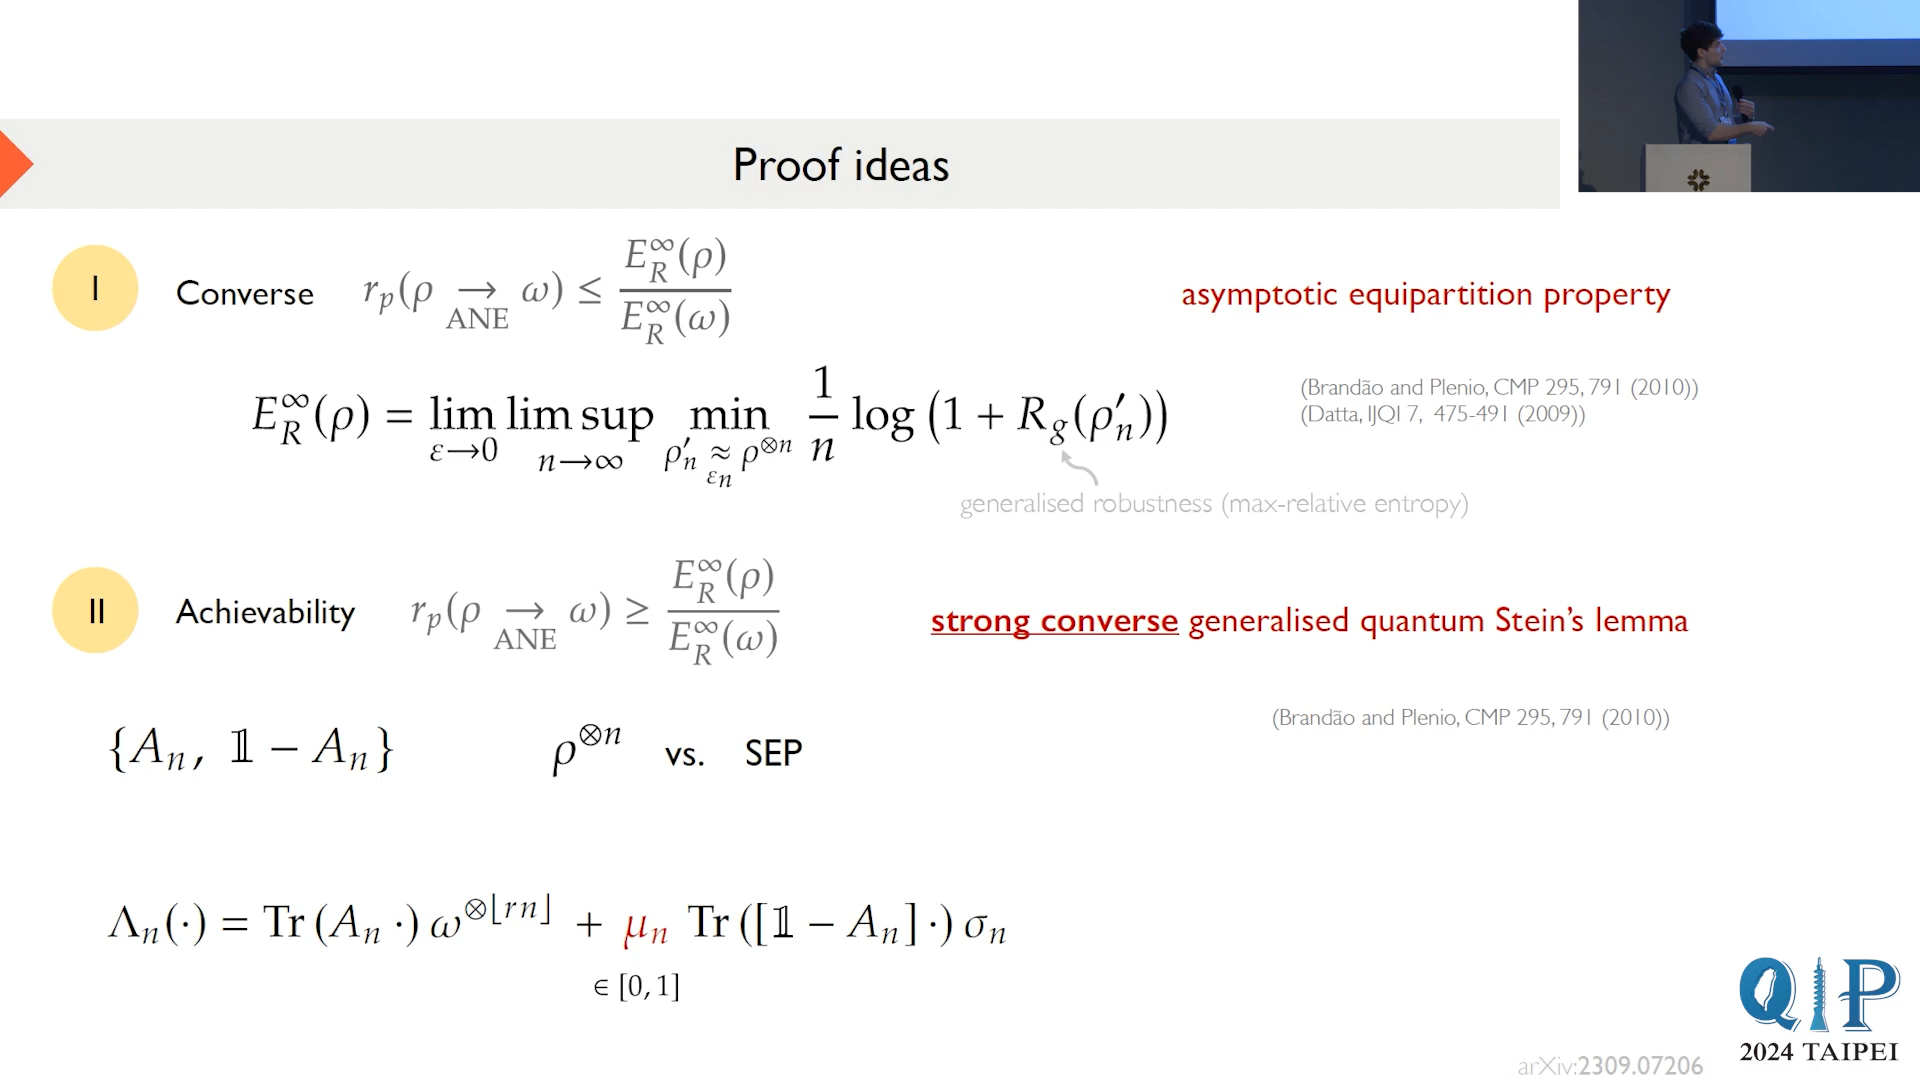 Proof ideas
I Converse r_p(ρ →_ANE ω) ≤ E_R^∞(ρ) / E_R^∞(ω) asymptotic equipartition property
E_R^∞(ρ) = lim_{ε→0} lim sup_{n→∞} min_{ρ′_n ≈_{ε_n} ρ^{⊗n}} 1/n log (1 + R_g(ρ′_n))
(Brandão and Plenio, CMP 295, 791 (2010))
(Datta, IJQI 7, 475-491 (2009))
generalised robustness (max-relative entropy)
II Achievability r_p(ρ →_ANE ω) ≥ E_R^∞(ρ) / E_R^∞(ω) strong converse generalised quantum Stein's lemma
(Brandão and Plenio, CMP 295, 791 (2010))
{A_n, 𝟙 − A_n} ρ^{⊗n} vs. SEP
Λ_n(·) = Tr (A_n ·) ω^{⊗⌊rn⌋} + μ_n Tr ([𝟙 − A_n] ·) σ_n
∈ [0, 1]
QIP
2024 TAIPEI
arXiv:2309.07206